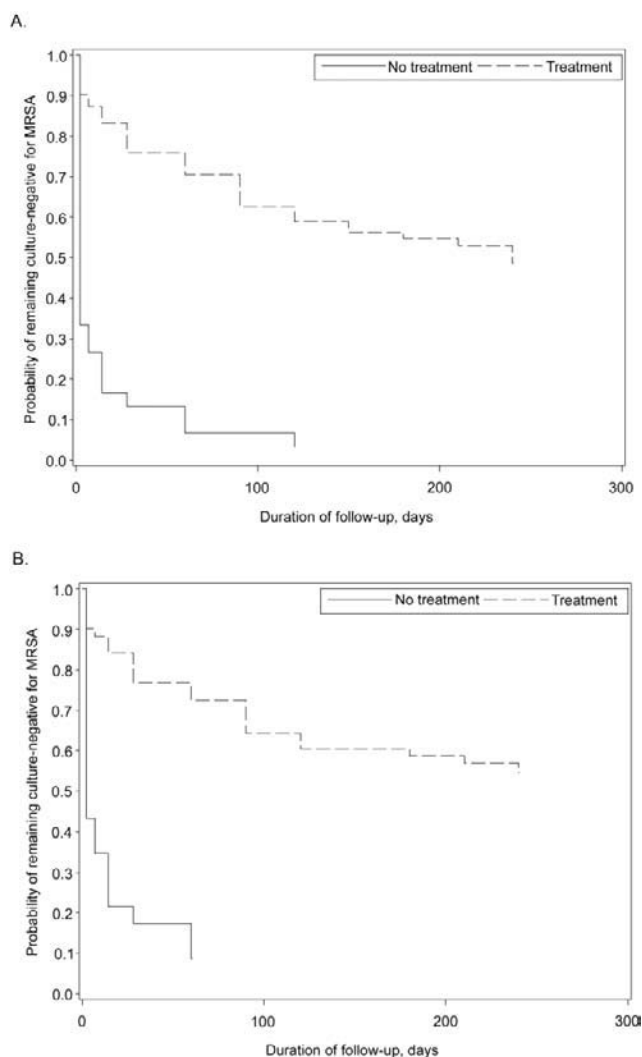 A.
No treatment Treatment
Probability of remaining culture-negative for MRSA
1.0
0.9
0.8
0.7
0.6
0.5
0.4
0.3
0.2
0.1
0.0
0 100 200 300
Duration of follow-up, days
B.
No treatment Treatment
Probability of remaining culture-negative for MRSA
1.0
0.9
0.8
0.7
0.6
0.5
0.4
0.3
0.2
0.1
0.0
0 100 200 300
Duration of follow-up, days